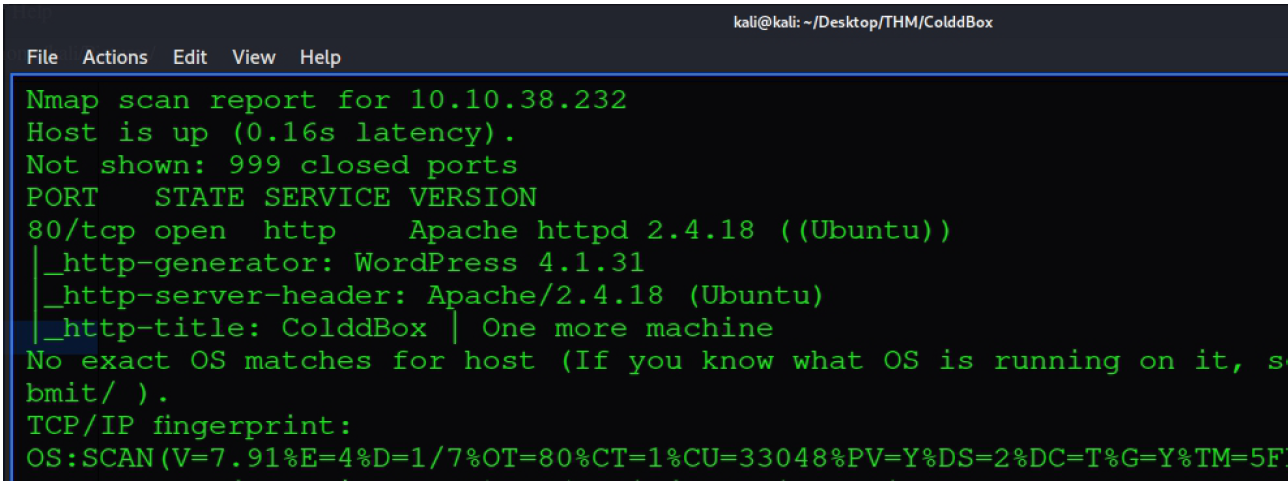 kali@kali: ~/Desktop/THM/ColddBox
File Actions Edit View Help
Nmap scan report for 10.10.38.232
Host is up (0.16s latency).
Not shown: 999 closed ports
PORT STATE SERVICE VERSION
80/tcp open http Apache httpd 2.4.18 ((Ubuntu))
|_http-generator: WordPress 4.1.31
|_http-server-header: Apache/2.4.18 (Ubuntu)
|_http-title: ColddBox | One more machine
No exact OS matches for host (If you know what OS is running on it, s
bmit/ ).
TCP/IP fingerprint:
OS:SCAN(V=7.91%E=4%D=1/7%OT=80%CT=1%CU=33048%PV=Y%DS=2%DC=T%G=Y%TM=5F